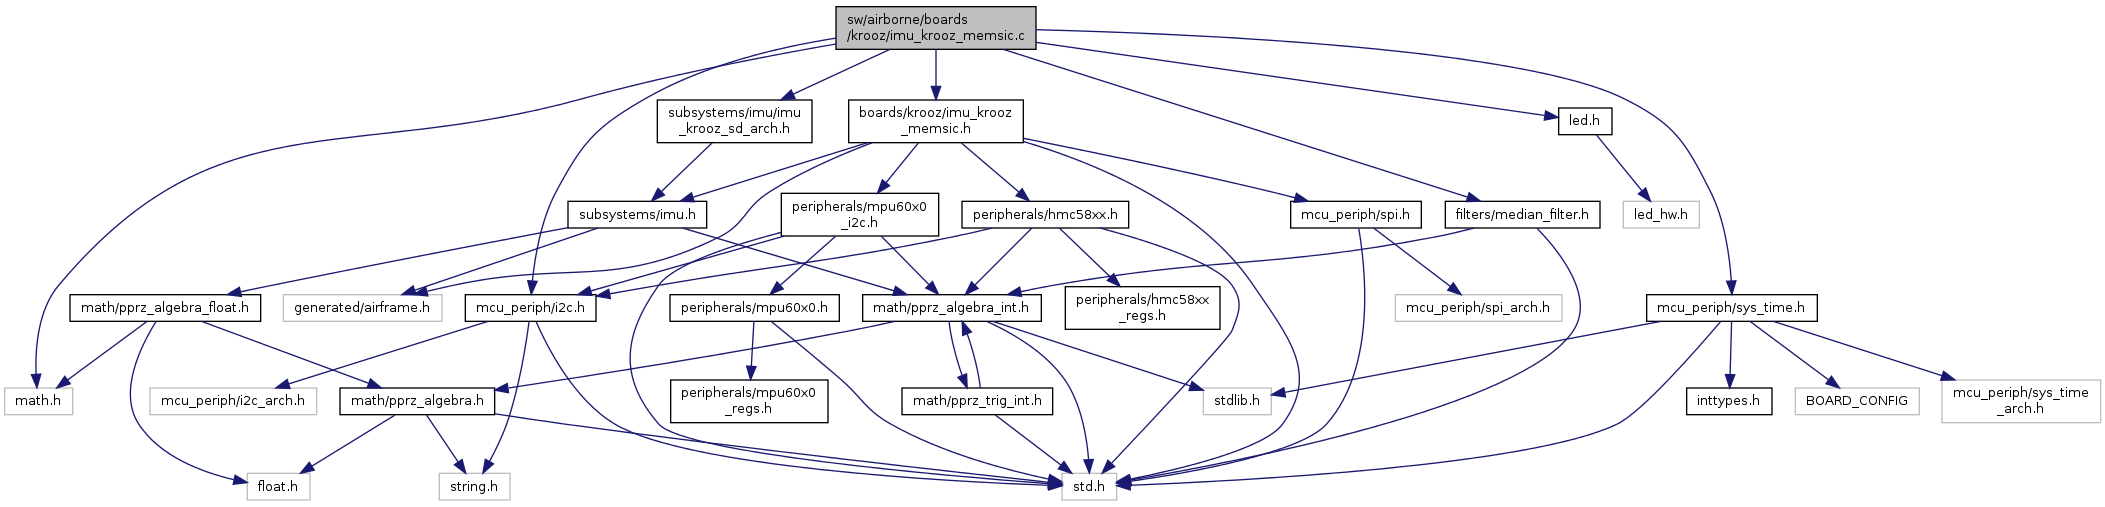 sw/airborne/boards
/krooz/imu_krooz_memsic.c
subsystems/imu/imu
_krooz_sd_arch.h
boards/krooz/imu_krooz
_memsic.h
led.h
subsystems/imu.h
peripherals/mpu60x0
_i2c.h
peripherals/hmc58xx.h
mcu_periph/spi.h
filters/median_filter.h
led_hw.h
math/pprz_algebra_float.h
generated/airframe.h
mcu_periph/i2c.h
peripherals/mpu60x0.h
math/pprz_algebra_int.h
peripherals/hmc58xx
_regs.h
mcu_periph/spi_arch.h
mcu_periph/sys_time.h
math.h
mcu_periph/i2c_arch.h
math/pprz_algebra.h
peripherals/mpu60x0
_regs.h
math/pprz_trig_int.h
stdlib.h
inttypes.h
BOARD_CONFIG
mcu_periph/sys_time
_arch.h
float.h
string.h
std.h